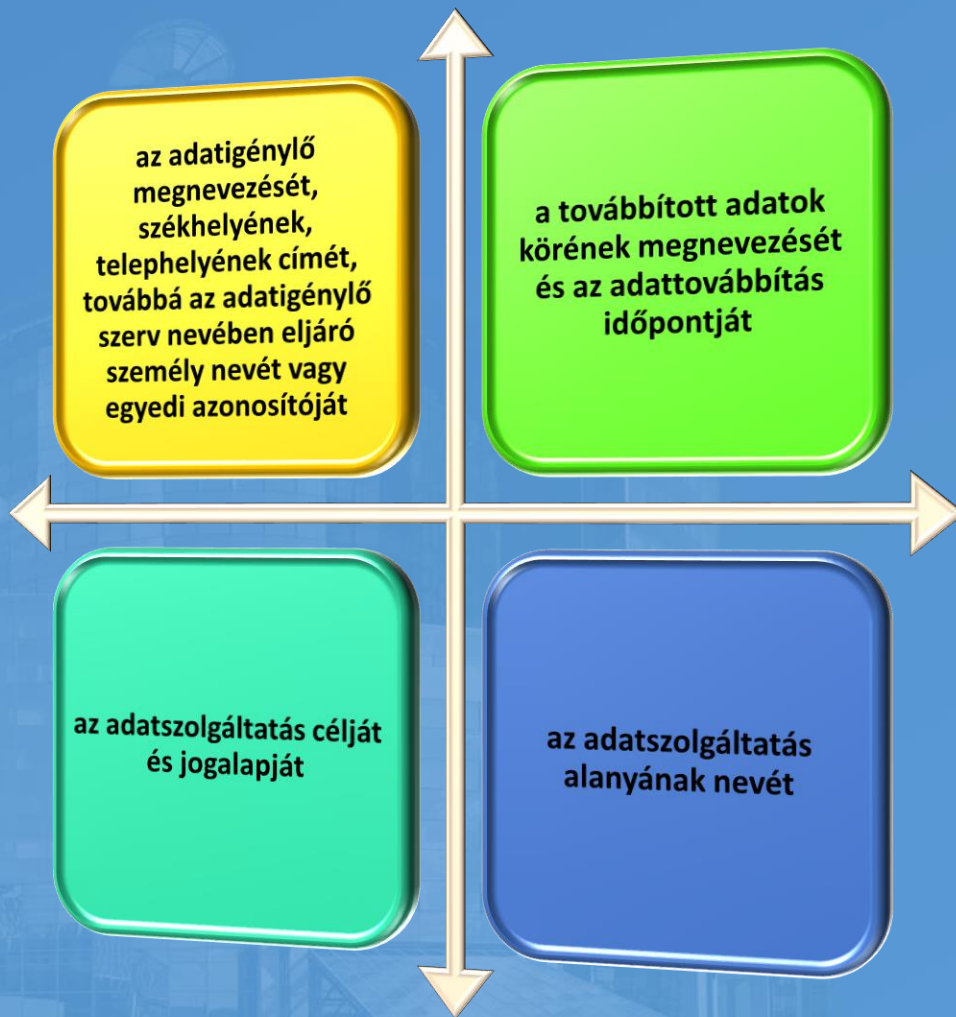 az adatigénylő
megnevezését,
székhelyének,
telephelyének címét,
továbbá az adatigénylő
szerv nevében eljáró
személy nevét vagy
egyedi azonosítóját
a továbbított adatok
körének megnevezését
és az adattovábbítás
időpontját
az adatszolgáltatás célját
és jogalapját
az adatszolgáltatás
alanyának nevét